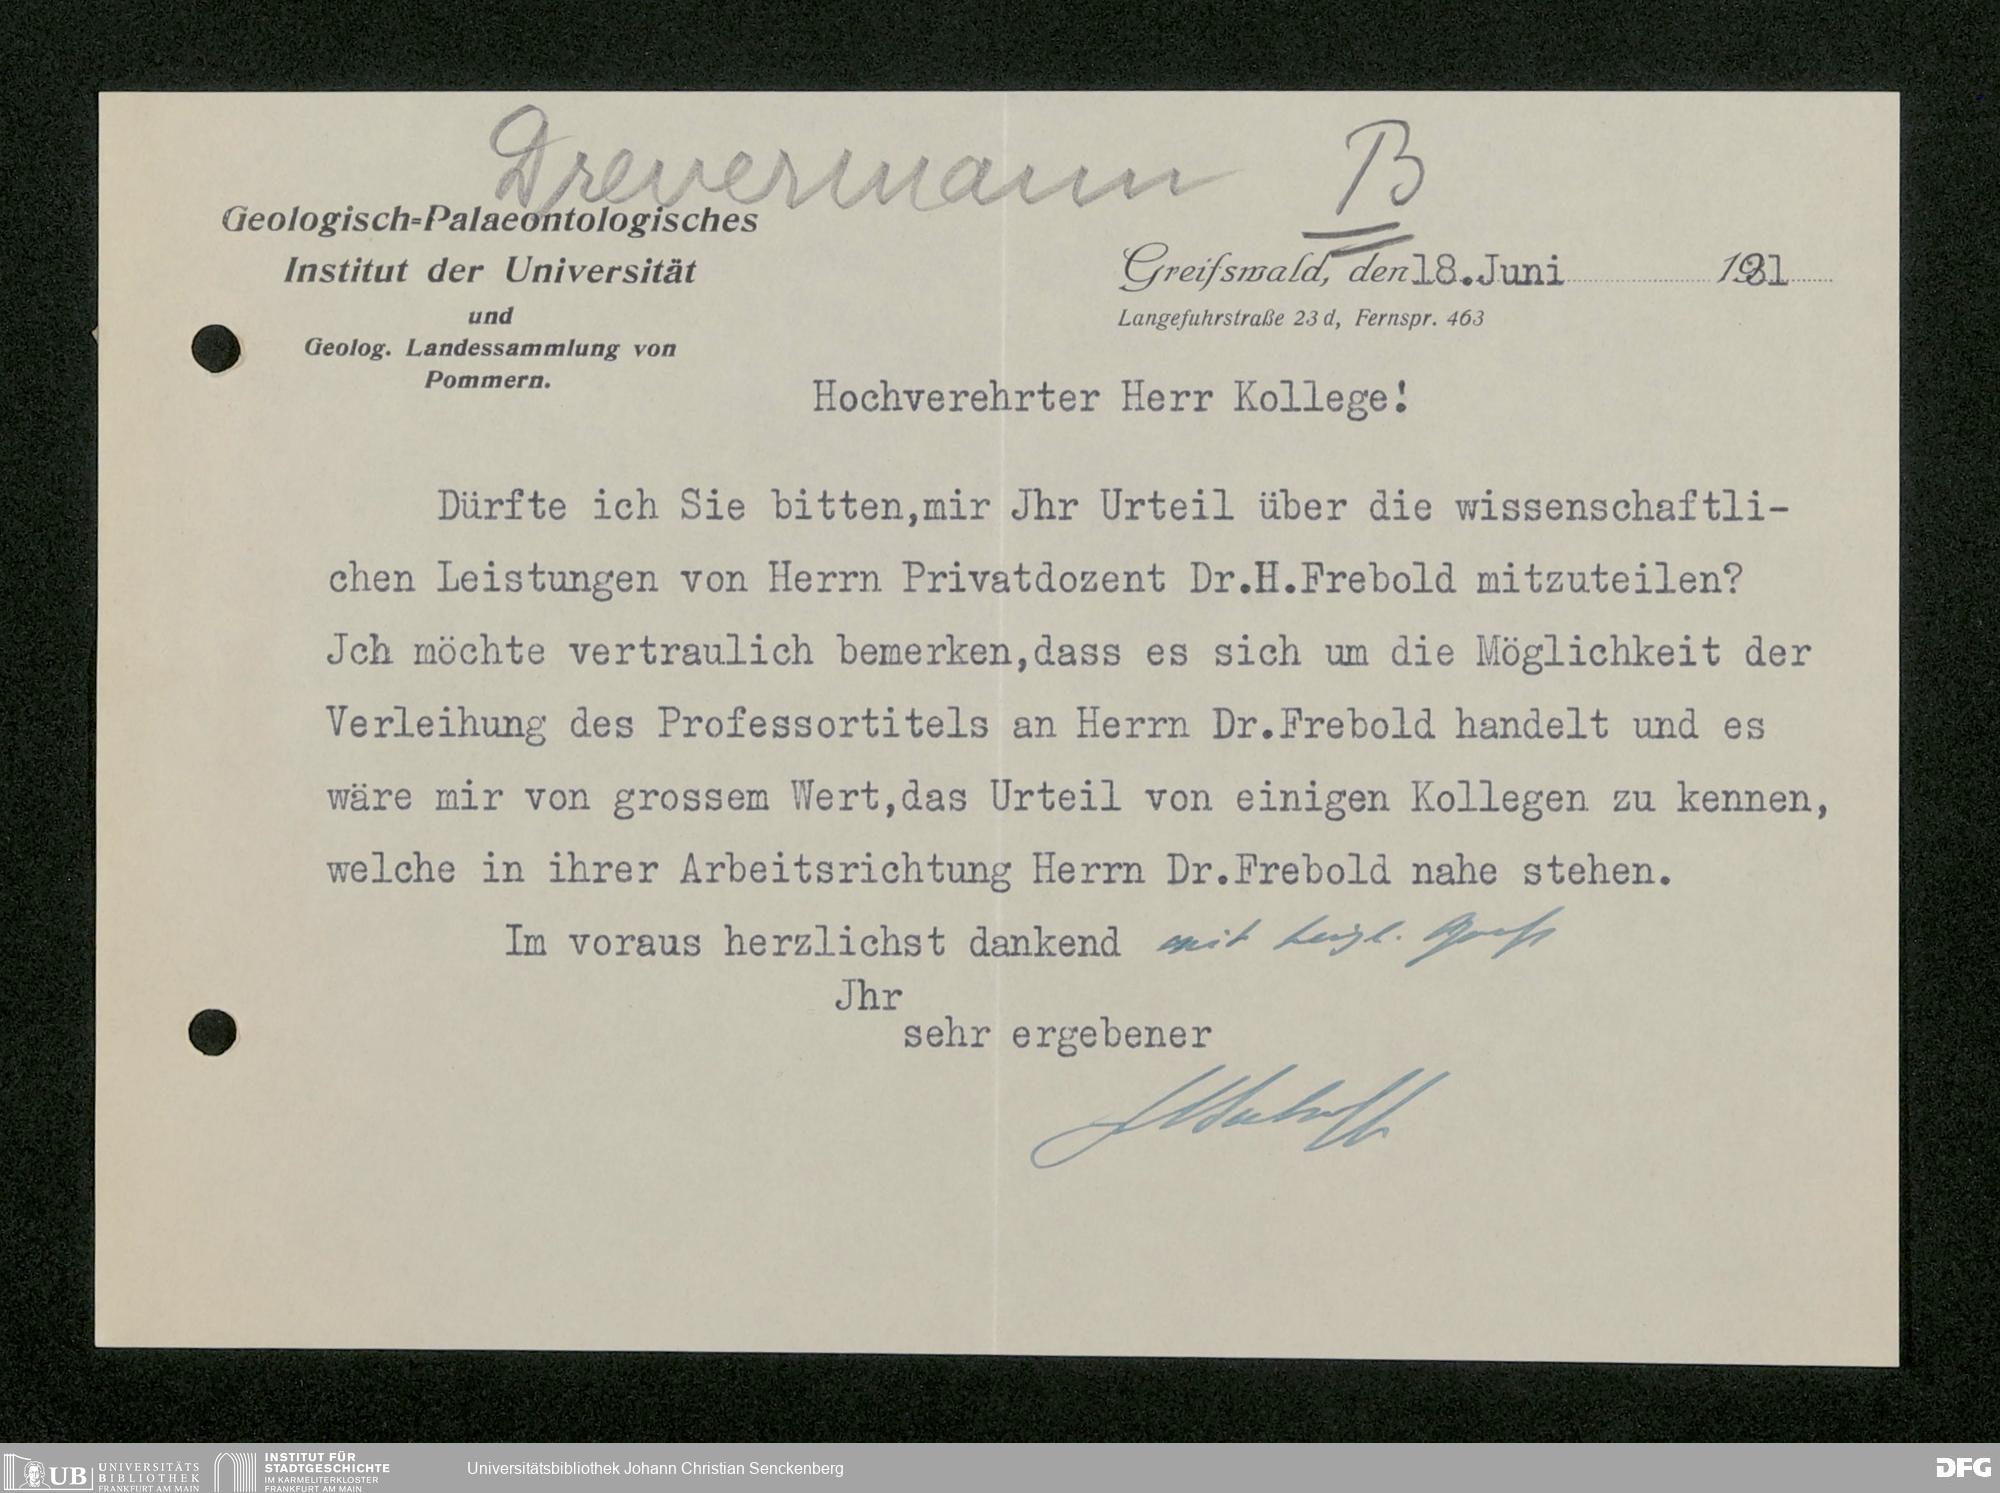 Drevermann B
Geologisch=Palaeontologisches
Institut der Universität
und
Geolog. Landessammlung von
Pommern.
Greifswald, den 18.Juni 1931
Langefuhrstraße 23 d, Fernspr. 463
Hochverehrter Herr Kollege!
Dürfte ich Sie bitten,mir Jhr Urteil über die wissenschaftli-
chen Leistungen von Herrn Privatdozent Dr.H.Frebold mitzuteilen?
Jch möchte vertraulich bemerken,dass es sich um die Möglichkeit der
Verleihung des Professortitels an Herrn Dr.Frebold handelt und es
wäre mir von grossem Wert,das Urteil von einigen Kollegen zu kennen,
welche in ihrer Arbeitsrichtung Herrn Dr.Frebold nahe stehen.
Im voraus herzlichst dankend mit
Jhr
sehr ergebener
UB UNIVERSITÄTS
BIBLIOTHEK
FRANKFURT AM MAIN
INSTITUT FÜR
STADTGESCHICHTE
IM KARMELITERKLOSTER
FRANKFURT AM MAIN
Universitätsbibliothek Johann Christian Senckenberg
DFG